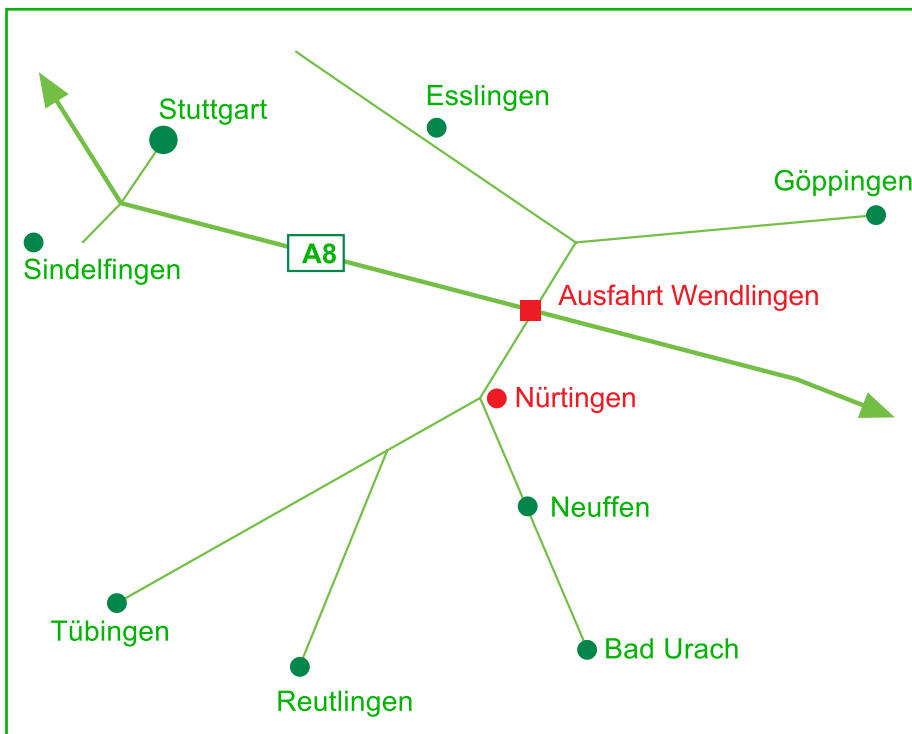 Esslingen
Stuttgart
Göppingen
A8
Sindelfingen
Ausfahrt Wendlingen
Nürtingen
Neuffen
Tübingen
Bad Urach
Reutlingen